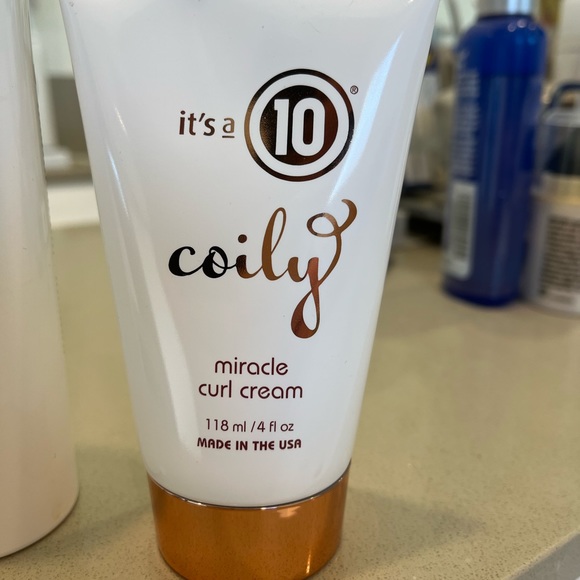 it's a 10®
coily
miracle
curl cream
118 ml / 4 fl oz
MADE IN THE USA